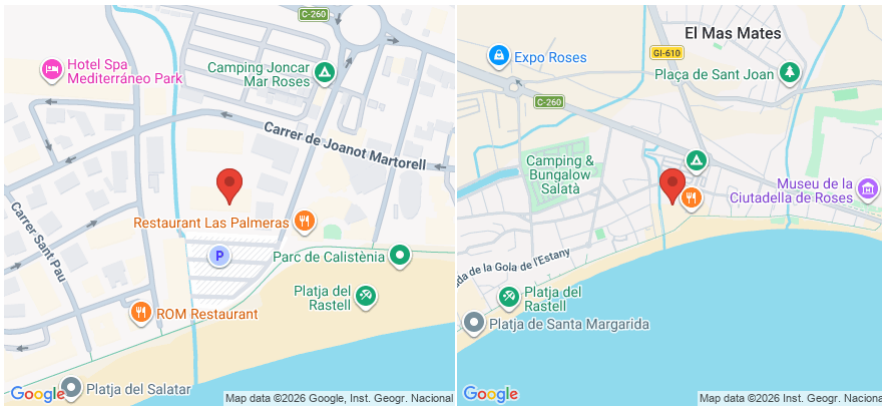 C-260
Hotel Spa
Mediterráneo Park
Camping Joncar
Mar Roses
Carrer de Joanot Martorell
Restaurant Las Palmeras
Carrer Sant Pau
P
Parc de Calistènia
Platja del
Rastell
ROM Restaurant
Platja del Salatar
Google
Map data ©2026 Google, Inst. Geogr. Nacional
El Mas Mates
GI-610
Expo Roses
Plaça de Sant Joan
C-260
Camping &
Bungalow
Salatà
Museu de la
Ciutadella de Roses
da de la Gola de l'Estany
Platja del
Rastell
Platja de Santa Margarida
Google
Map data ©2026 Google, Inst. Geogr. Nacional